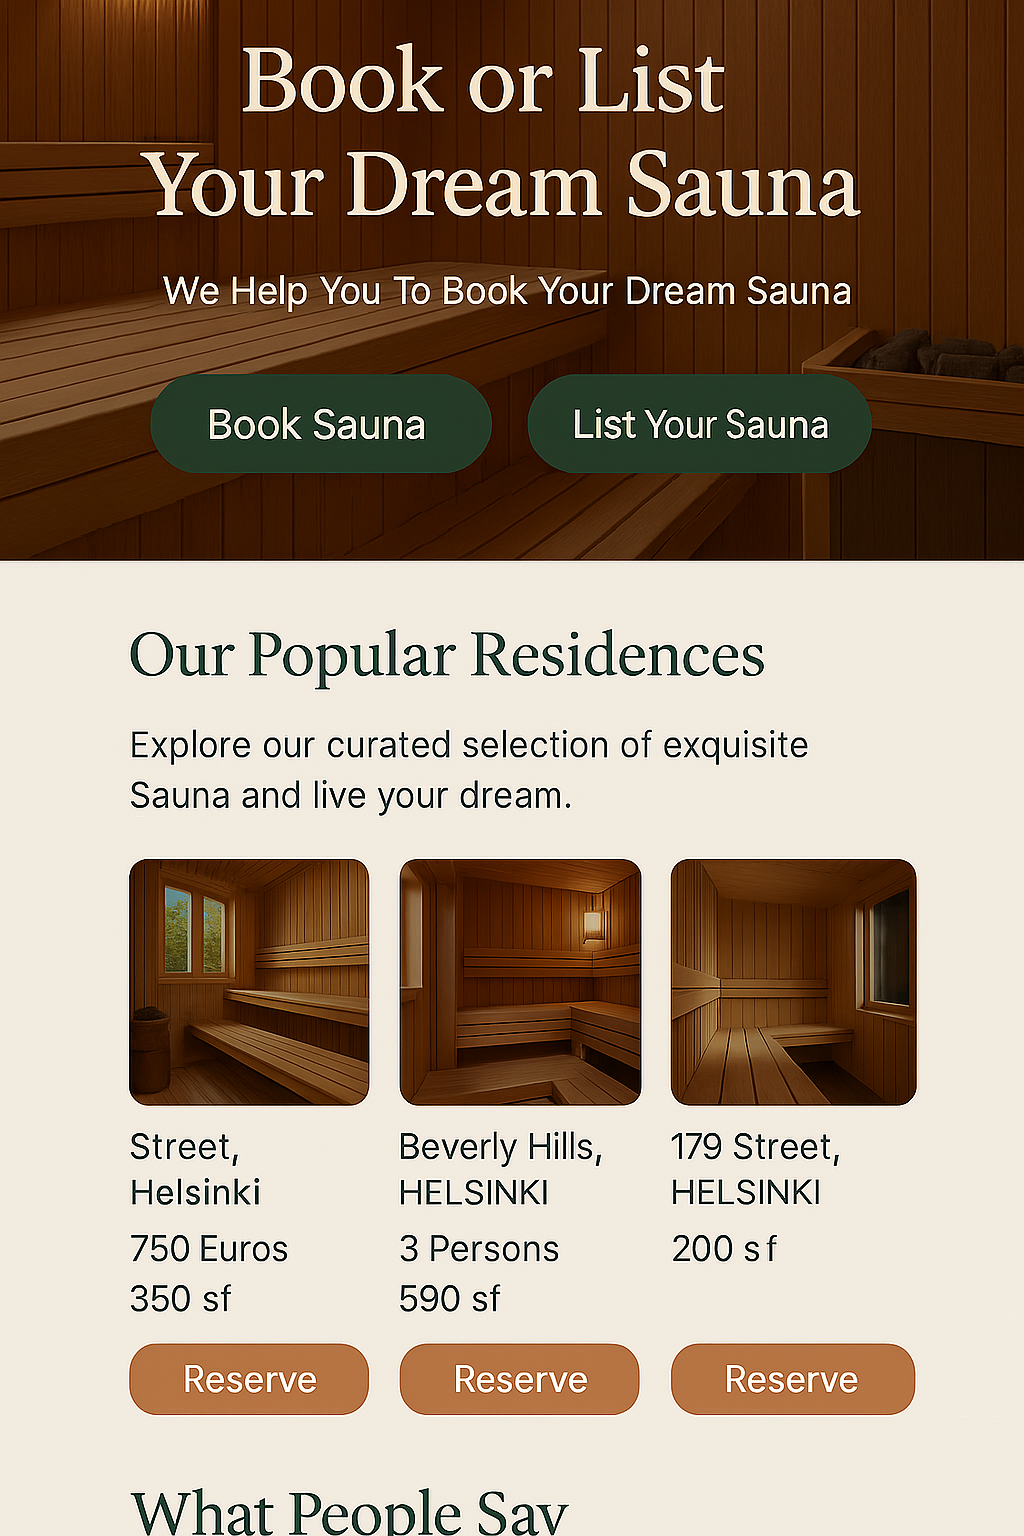 Book or List
Your Dream Sauna
We Help You To Book Your Dream Sauna
Book Sauna
List Your Sauna
Our Popular Residences
Explore our curated selection of exquisite
Sauna and live your dream.
Street,
Helsinki
750 Euros
350 sf
Reserve
Beverly Hills,
HELSINKI
3 Persons
590 sf
Reserve
179 Street,
HELSINKI
200 sf
Reserve
What People Say